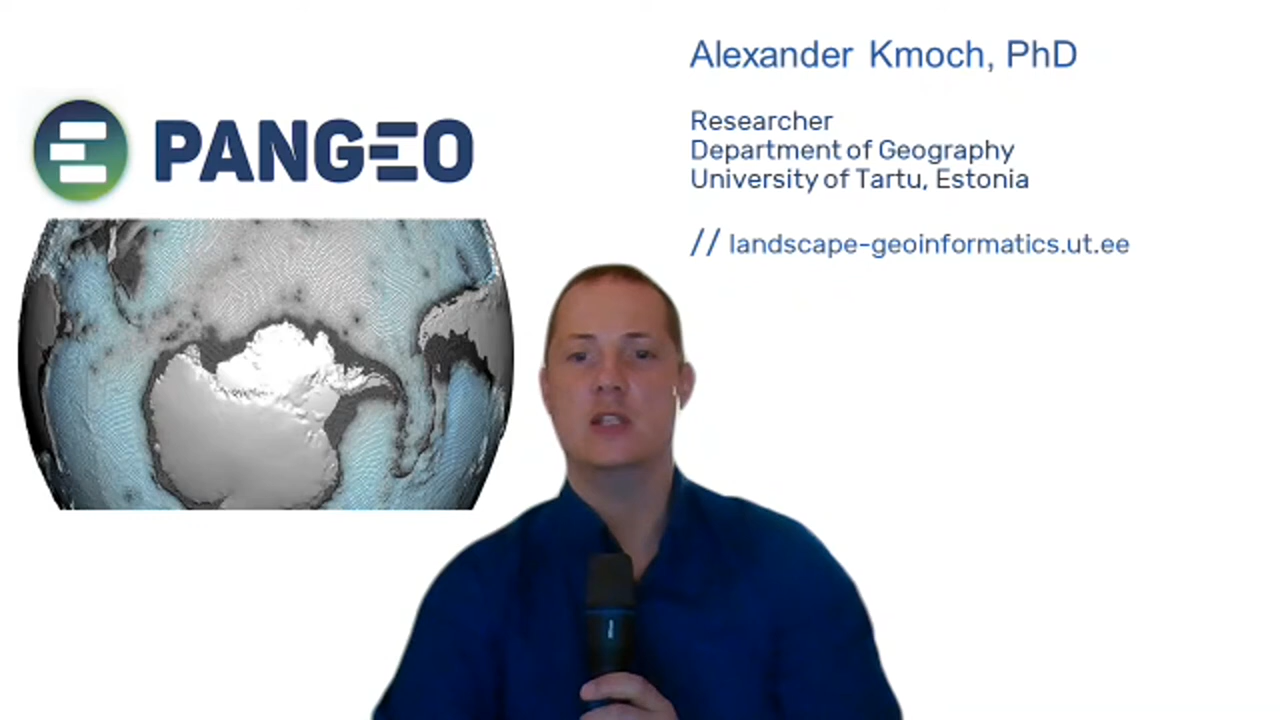 PANGEO
Alexander Kmoch, PhD
Researcher
Department of Geography
University of Tartu, Estonia
// landscape-geoinformatics.ut.ee